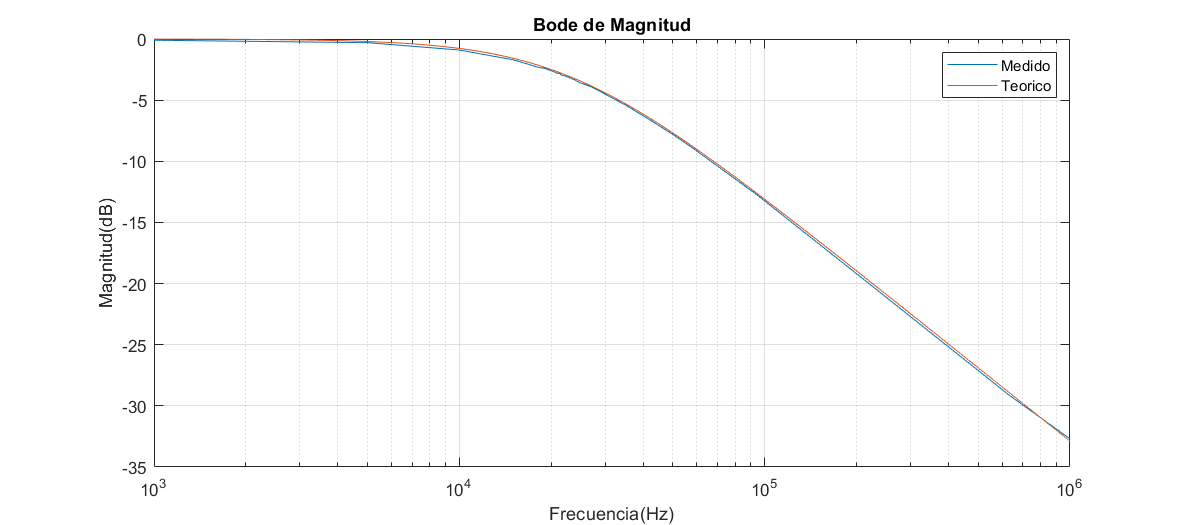 Bode de Magnitud
Medido
Teorico
0
-5
-10
-15
-20
-25
-30
-35
Magnitud(dB)
10³ 10⁴ 10⁵ 10⁶
Frecuencia(Hz)